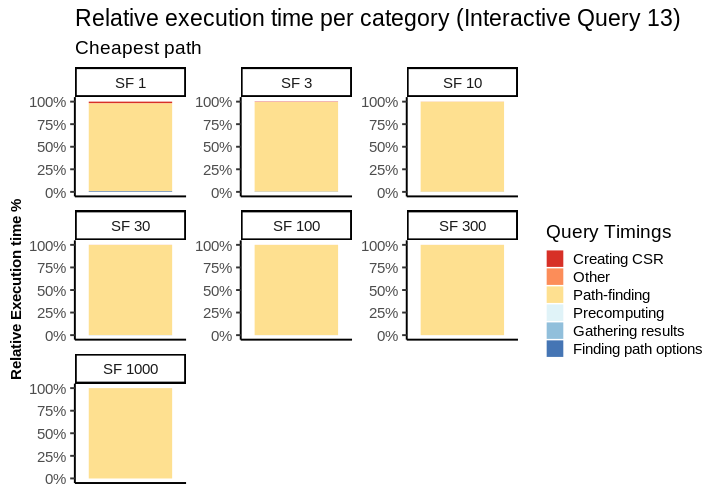 Relative execution time per category (Interactive Query 13)
Cheapest path
SF 1
SF 3
SF 10
100%
75%
50%
25%
0%
100%
75%
50%
25%
0%
100%
75%
50%
25%
0%
SF 30
SF 100
SF 300
100%
75%
50%
25%
0%
100%
75%
50%
25%
0%
100%
75%
50%
25%
0%
SF 1000
100%
75%
50%
25%
0%
Relative Execution time %
Query Timings
Creating CSR
Other
Path-finding
Precomputing
Gathering results
Finding path options